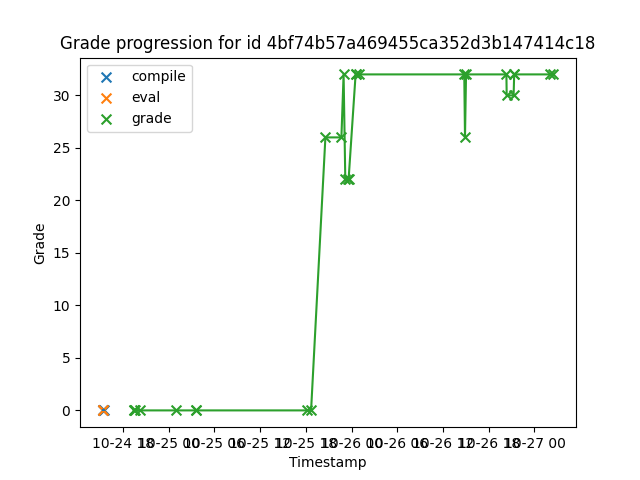 Grade progression for id 4bf74b57a469455ca352d3b147414c18
compile
eval
grade
30
25
20
15
10
5
0
Grade
10-24 18 10-25 00 10-25 06 10-25 12 10-25 18 10-26 00 10-26 06 10-26 12 10-26 18 10-27 00
Timestamp